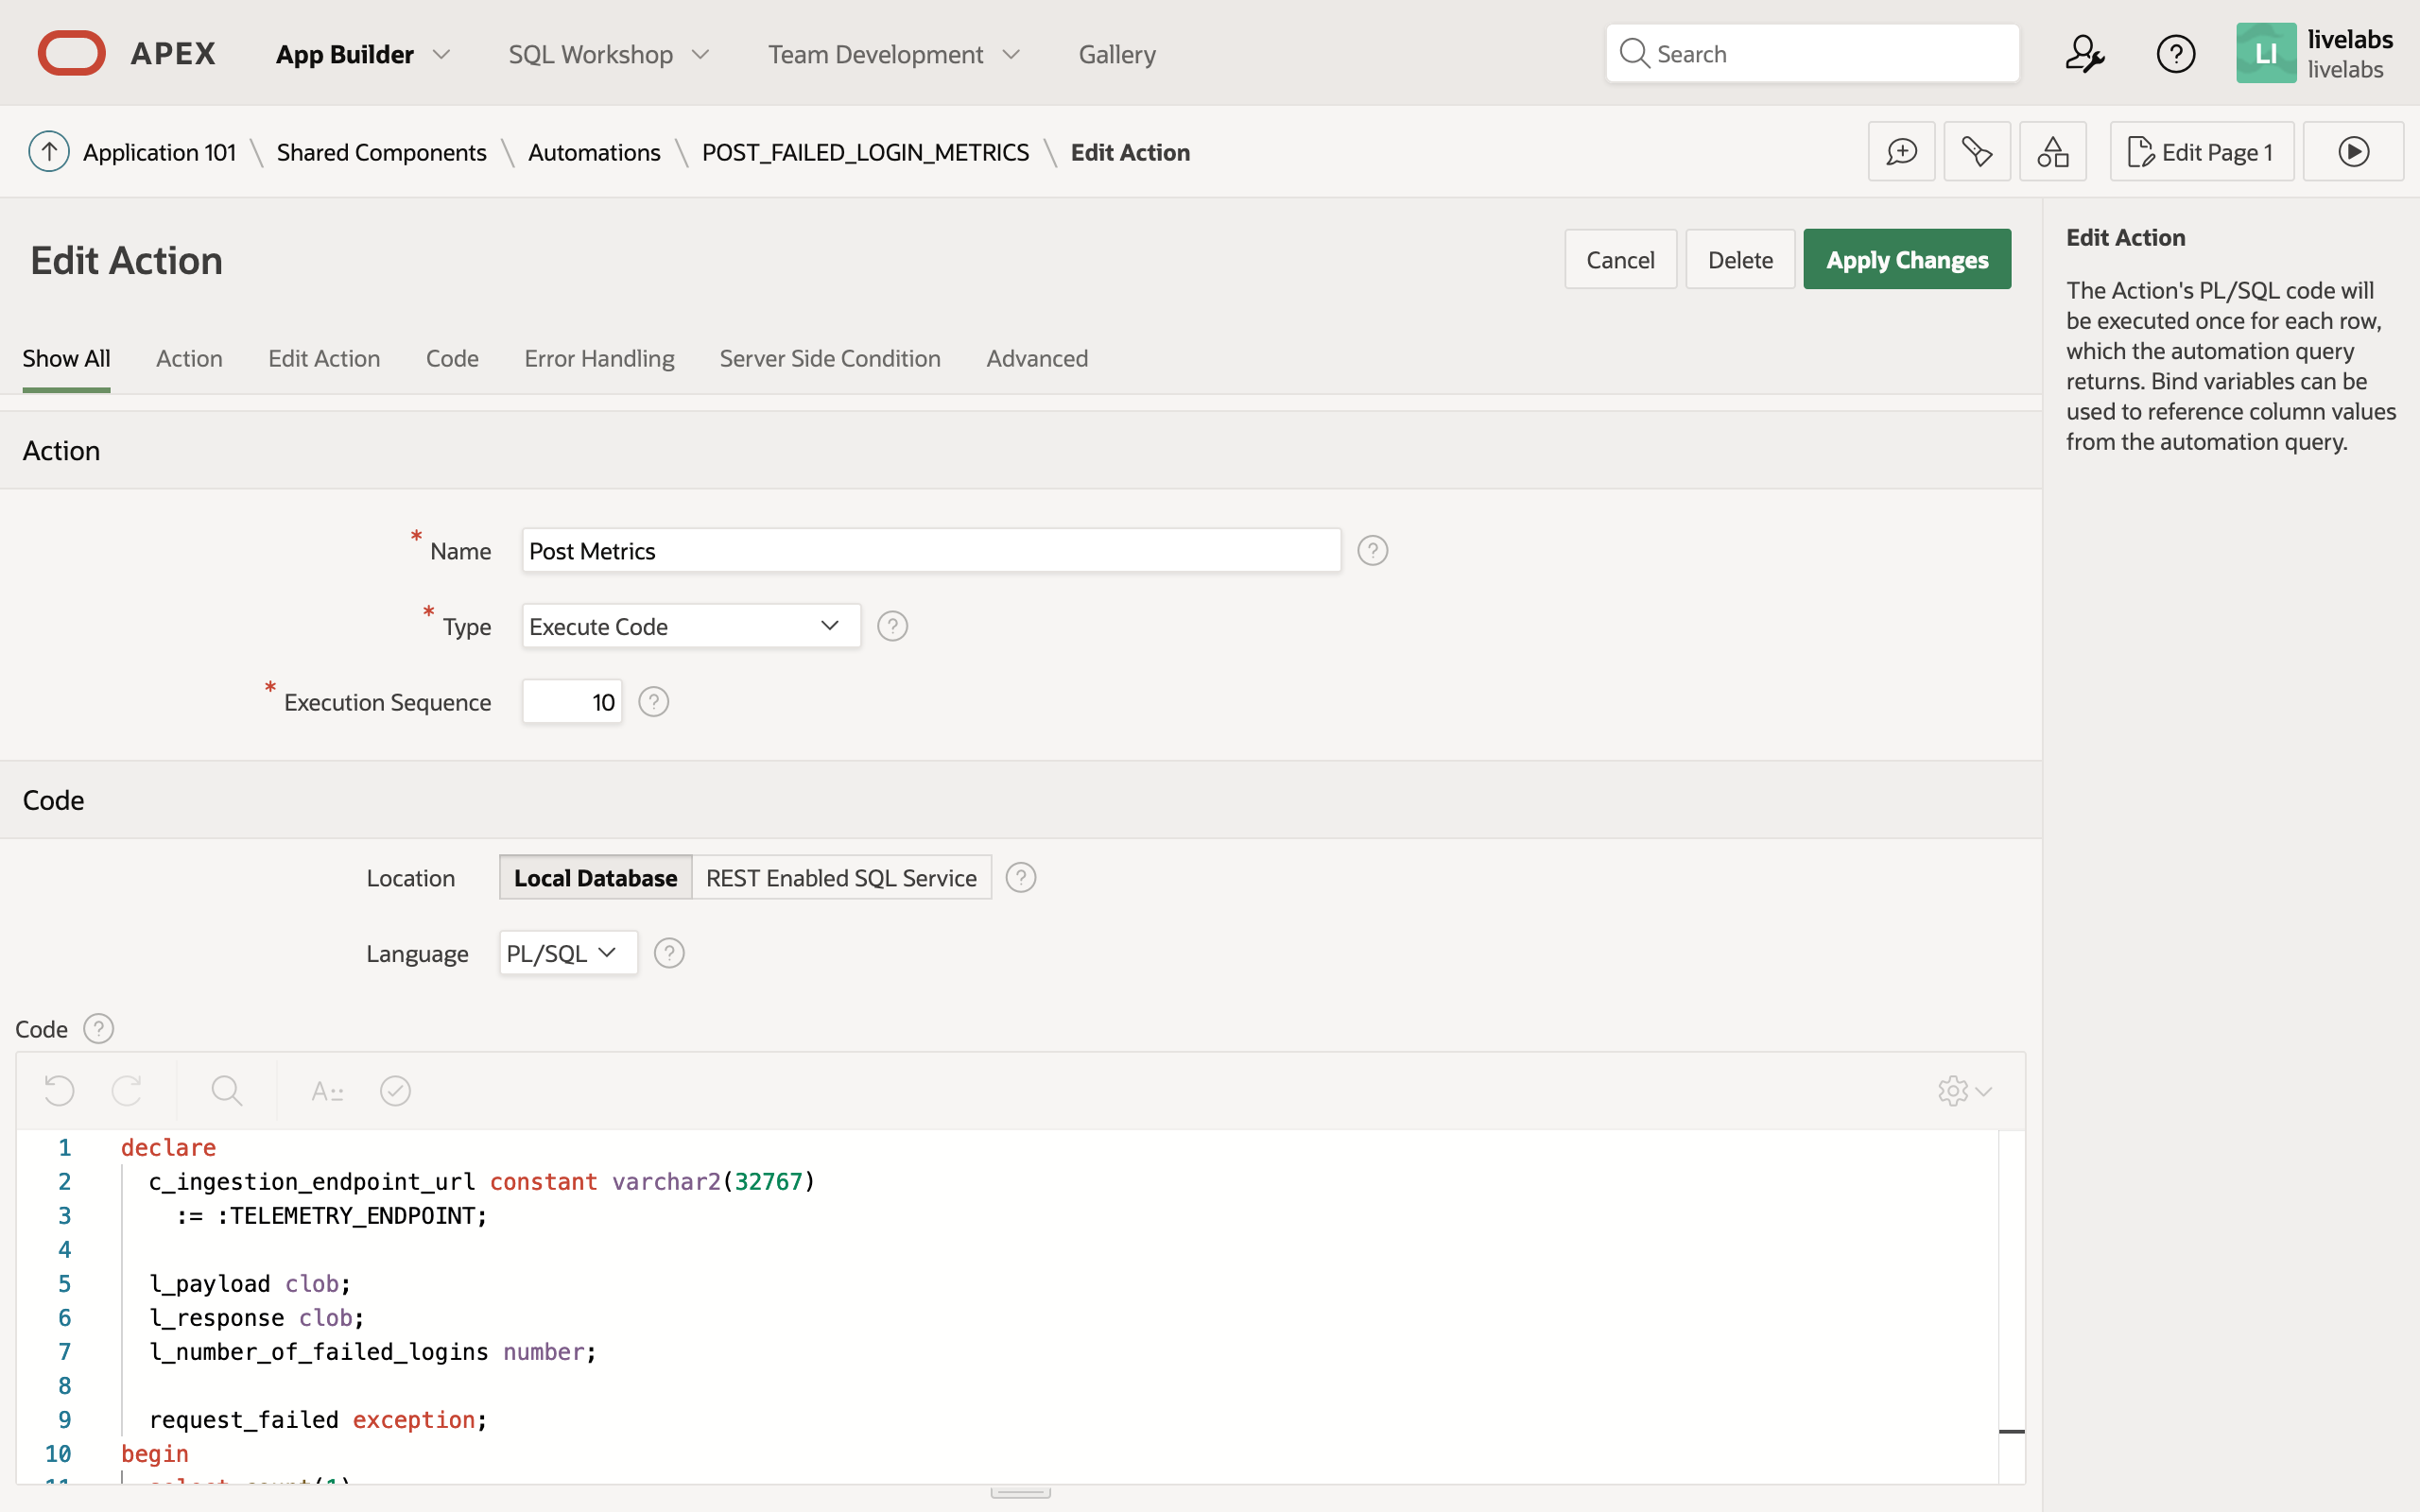 APEX App Builder SQL Workshop Team Development Gallery Search LI livelabs
livelabs
Application 101 \ Shared Components \ Automations \ POST_FAILED_LOGIN_METRICS \ Edit Action Edit Page 1
Edit Action Cancel Delete Apply Changes
Show All Action Edit Action Code Error Handling Server Side Condition Advanced
Action
* Name Post Metrics ?
* Type Execute Code ?
* Execution Sequence 10 ?
Code
Location Local Database REST Enabled SQL Service ?
Language PL/SQL ?
Code ?
1 declare
2 c_ingestion_endpoint_url constant varchar2(32767)
3 := :TELEMETRY_ENDPOINT;
4
5 l_payload clob;
6 l_response clob;
7 l_number_of_failed_logins number;
8
9 request_failed exception;
10 begin
11 select count(1)
Edit Action
The Action's PL/SQL code will
be executed once for each row,
which the automation query
returns. Bind variables can be
used to reference column values
from the automation query.